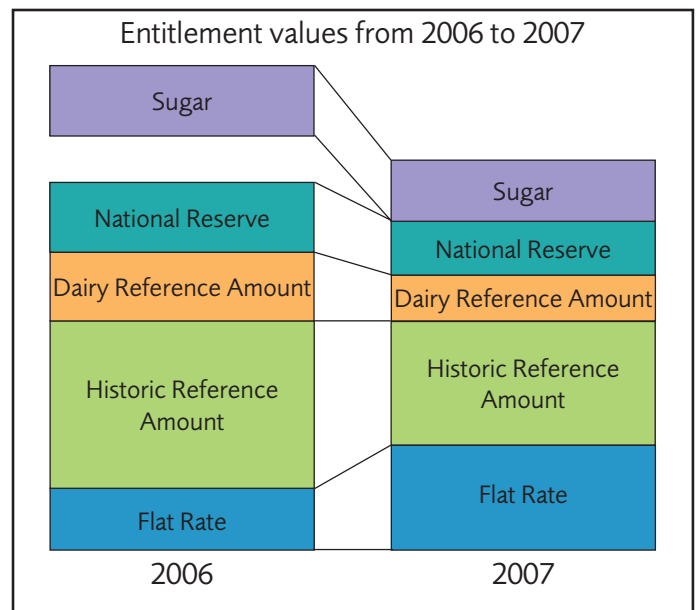 Entitlement values from 2006 to 2007
Sugar
National Reserve
Dairy Reference Amount
Historic Reference
Amount
Flat Rate
2006
Sugar
National Reserve
Dairy Reference Amount
Historic Reference
Amount
Flat Rate
2007